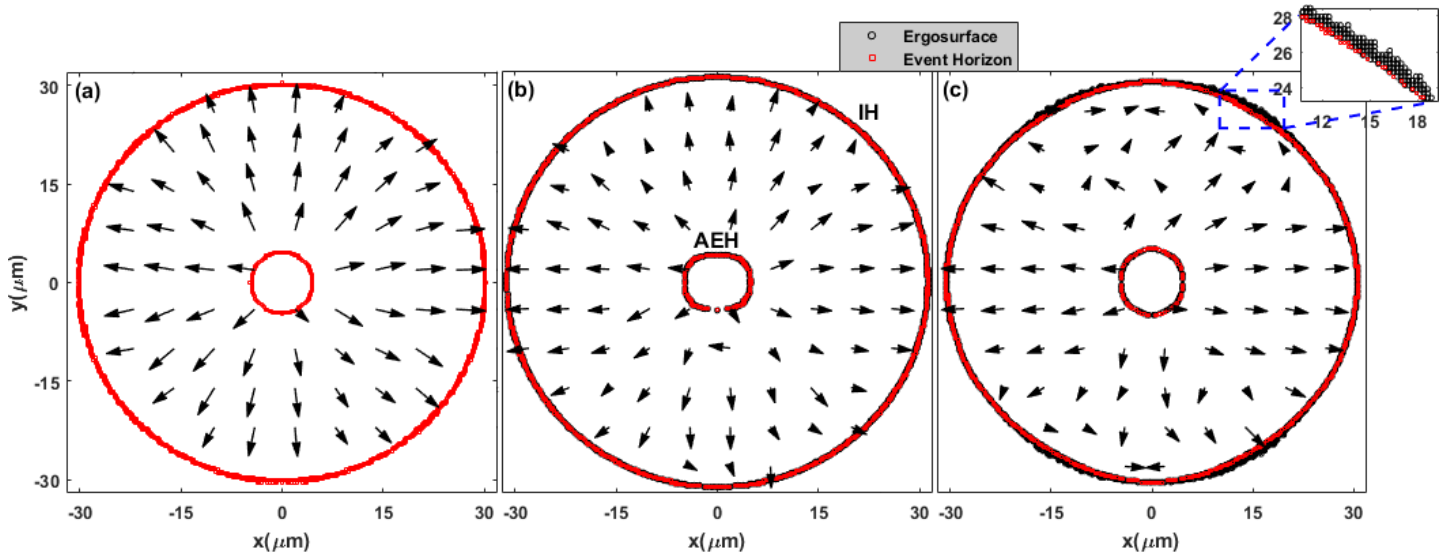 Ergosurface
Event Horizon
28
26
24
12 15 18
(a)
(b)
(c)
IH
AEH
30
15
0
-15
-30
y(μm)
-30 -15 0 15 30
-30 -15 0 15 30
-30 -15 0 15 30
x(μm)
x(μm)
x(μm)